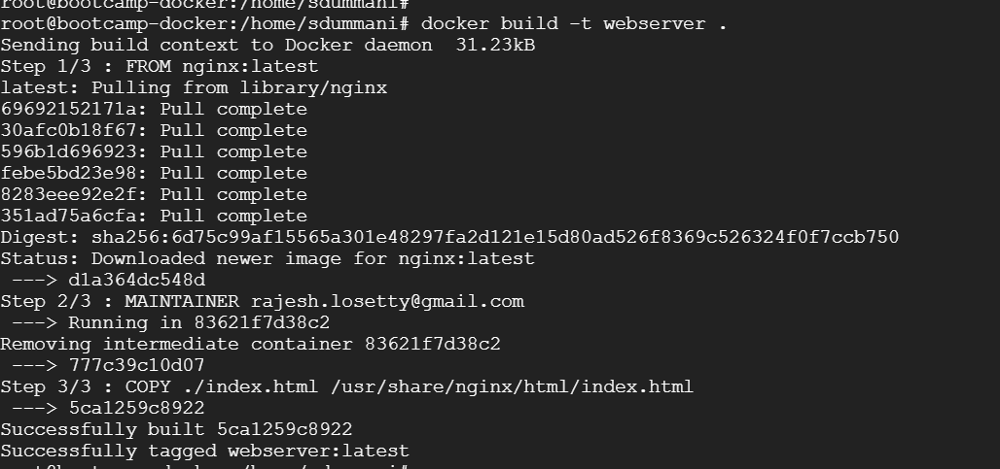 root@bootcamp-docker:/home/sdummani#
root@bootcamp-docker:/home/sdummani# docker build -t webserver .
Sending build context to Docker daemon  31.23kB
Step 1/3 : FROM nginx:latest
latest: Pulling from library/nginx
69692152171a: Pull complete
30afc0b18f67: Pull complete
596b1d696923: Pull complete
febe5bd23e98: Pull complete
8283eee92e2f: Pull complete
351ad75a6cfa: Pull complete
Digest: sha256:6d75c99af15565a301e48297fa2d121e15d80ad526f8369c526324f0f7ccb750
Status: Downloaded newer image for nginx:latest
 ---> d1a364dc548d
Step 2/3 : MAINTAINER rajesh.losetty@gmail.com
 ---> Running in 83621f7d38c2
Removing intermediate container 83621f7d38c2
 ---> 777c39c10d07
Step 3/3 : COPY ./index.html /usr/share/nginx/html/index.html
 ---> 5ca1259c8922
Successfully built 5ca1259c8922
Successfully tagged webserver:latest
root@bootcamp-docker:/home/sdummani#